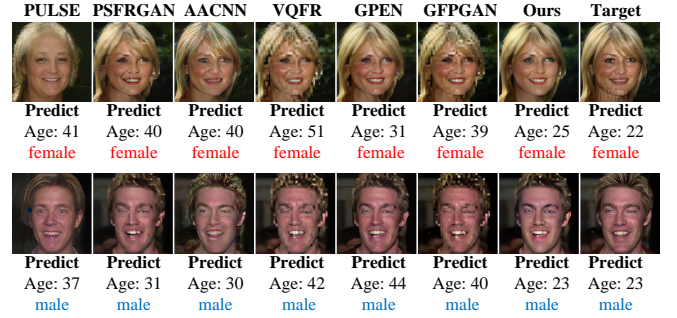 PULSE PSFRGAN AACNN VQFR GPEN GFPGAN Ours Target
Predict Predict Predict Predict Predict Predict Predict Predict
Age: 41 Age: 40 Age: 40 Age: 51 Age: 31 Age: 39 Age: 25 Age: 22
female female female female female female female female
Predict Predict Predict Predict Predict Predict Predict Predict
Age: 37 Age: 31 Age: 30 Age: 42 Age: 44 Age: 40 Age: 23 Age: 23
male male male male male male male male